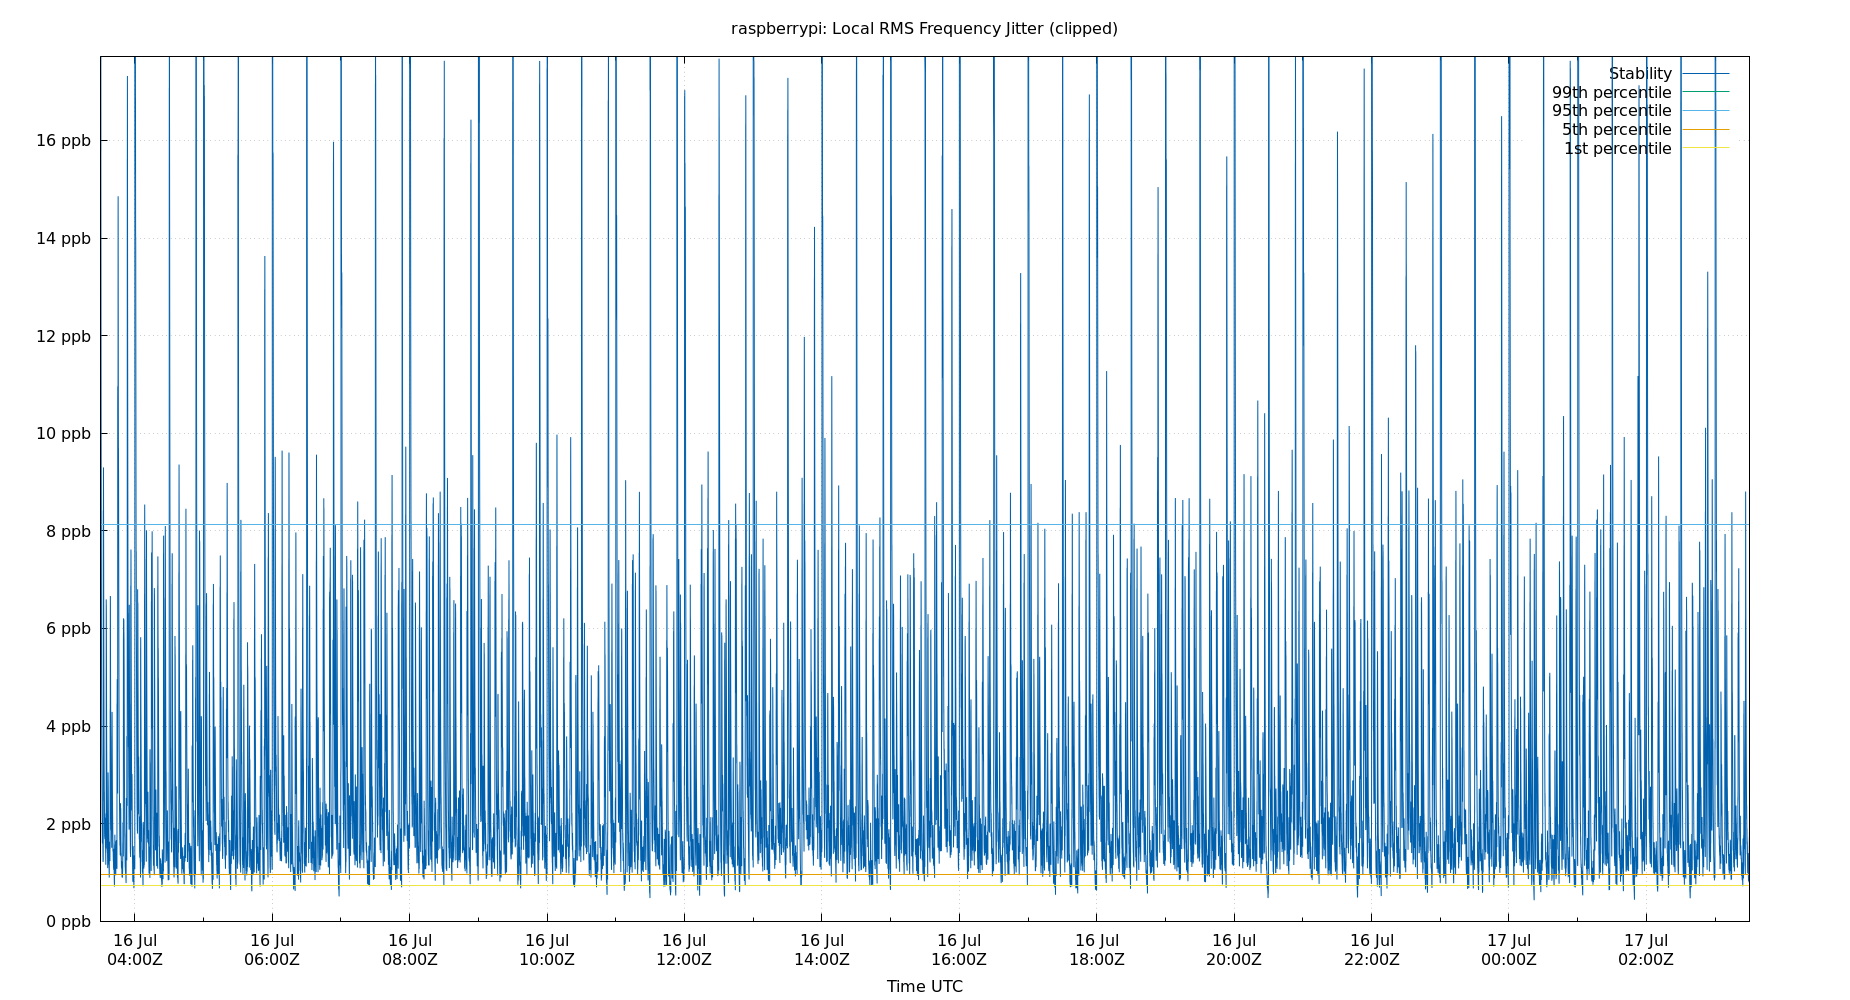 raspberrypi: Local RMS Frequency Jitter (clipped)
Stability
99th percentile
95th percentile
5th percentile
1st percentile
16 ppb
14 ppb
12 ppb
10 ppb
8 ppb
6 ppb
4 ppb
2 ppb
0 ppb
16 Jul 16 Jul 16 Jul 16 Jul 16 Jul 16 Jul 16 Jul 16 Jul 16 Jul 16 Jul 17 Jul 17 Jul
04:00Z 06:00Z 08:00Z 10:00Z 12:00Z 14:00Z 16:00Z 18:00Z 20:00Z 22:00Z 00:00Z 02:00Z
Time UTC